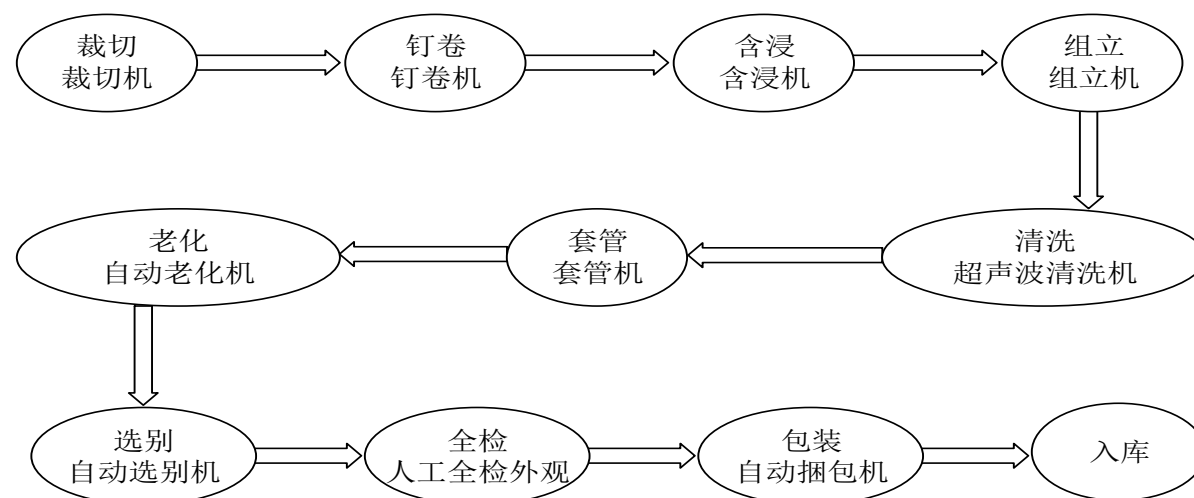 裁切
裁切机
钉卷
钉卷机
含浸
含浸机
组立
组立机
清洗
超声波清洗机
套管
套管机
老化
自动老化机
选别
自动选别机
全检
人工全检外观
包装
自动捆包机
入库